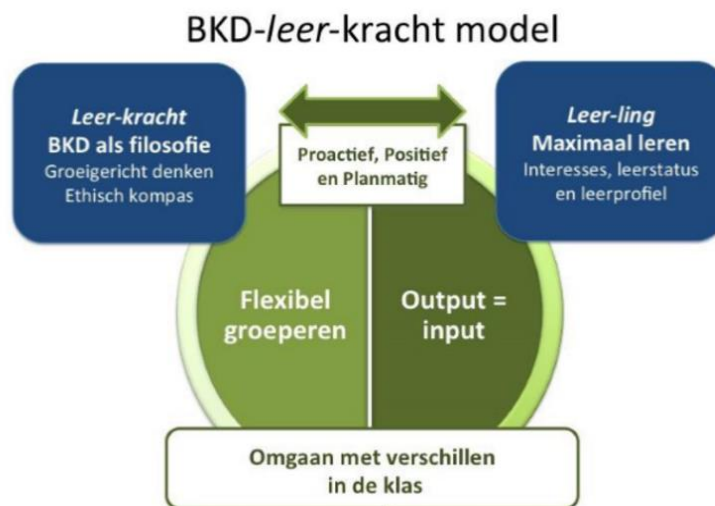 BKD-leer-kracht model
Leer-kracht
BKD als filosofie
Groeigericht denken
Ethisch kompas
Proactief, Positief
en Planmatig
Leer-ling
Maximaal leren
Interesses, leerstatus
en leerprofiel
Flexibel
groeperen
Output =
input
Omgaan met verschillen
in de klas